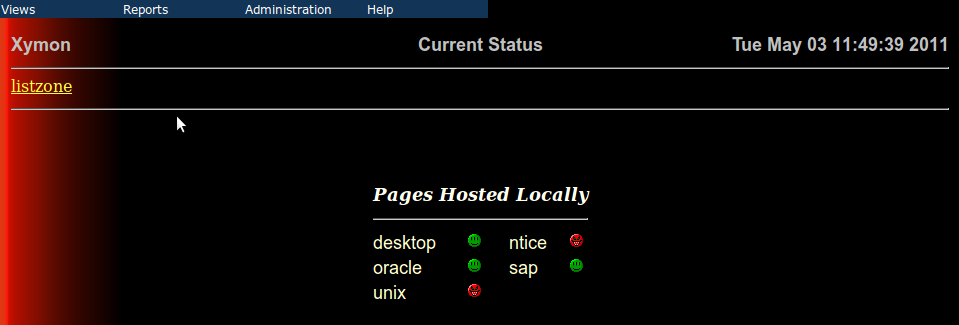 Views Reports Administration Help
Xymon Current Status Tue May 03 11:49:39 2011
listzone
Pages Hosted Locally
desktop ntice
oracle sap
unix